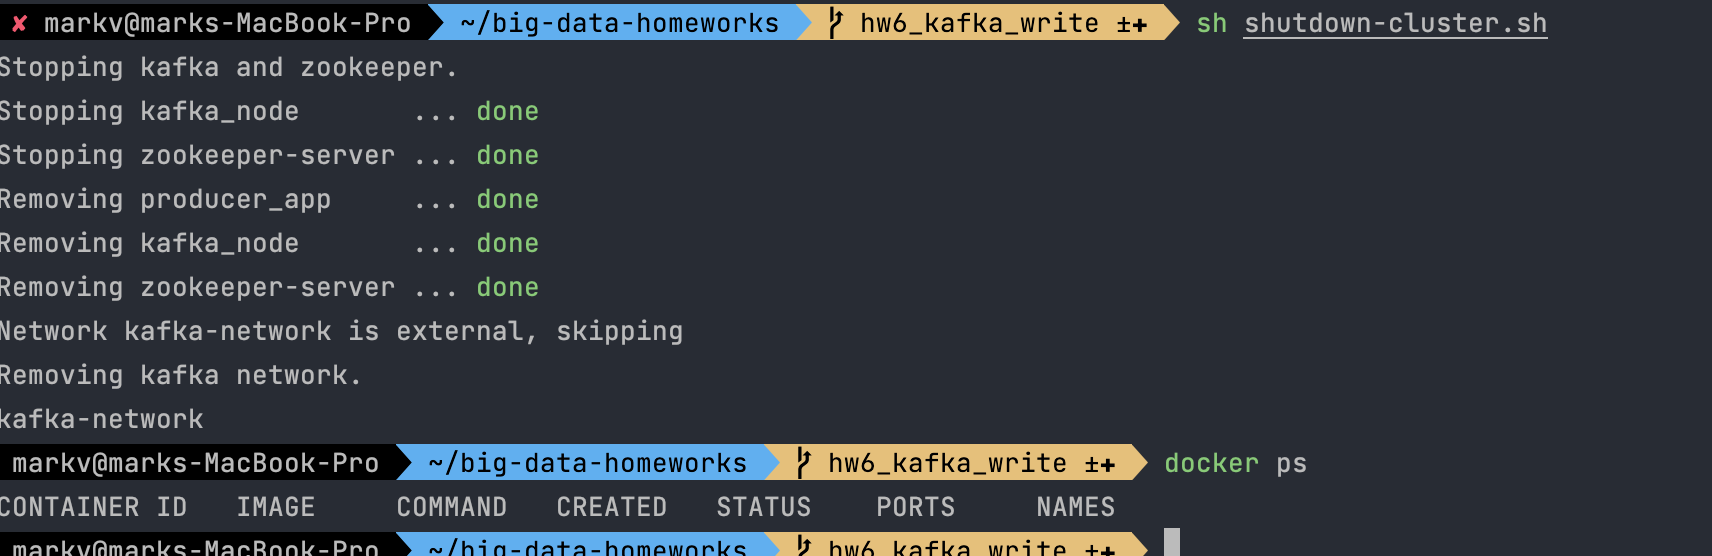 ✘ markv@marks-MacBook-Pro ~/big-data-homeworks hw6_kafka_write ±✚ sh shutdown-cluster.sh
Stopping kafka and zookeeper.
Stopping kafka_node ... done
Stopping zookeeper-server ... done
Removing producer_app ... done
Removing kafka_node ... done
Removing zookeeper-server ... done
Network kafka-network is external, skipping
Removing kafka network.
kafka-network
markv@marks-MacBook-Pro ~/big-data-homeworks hw6_kafka_write ±✚ docker ps
CONTAINER ID IMAGE COMMAND CREATED STATUS PORTS NAMES
markv@marks-MacBook-Pro ~/big-data-homeworks hw6_kafka_write ±✚